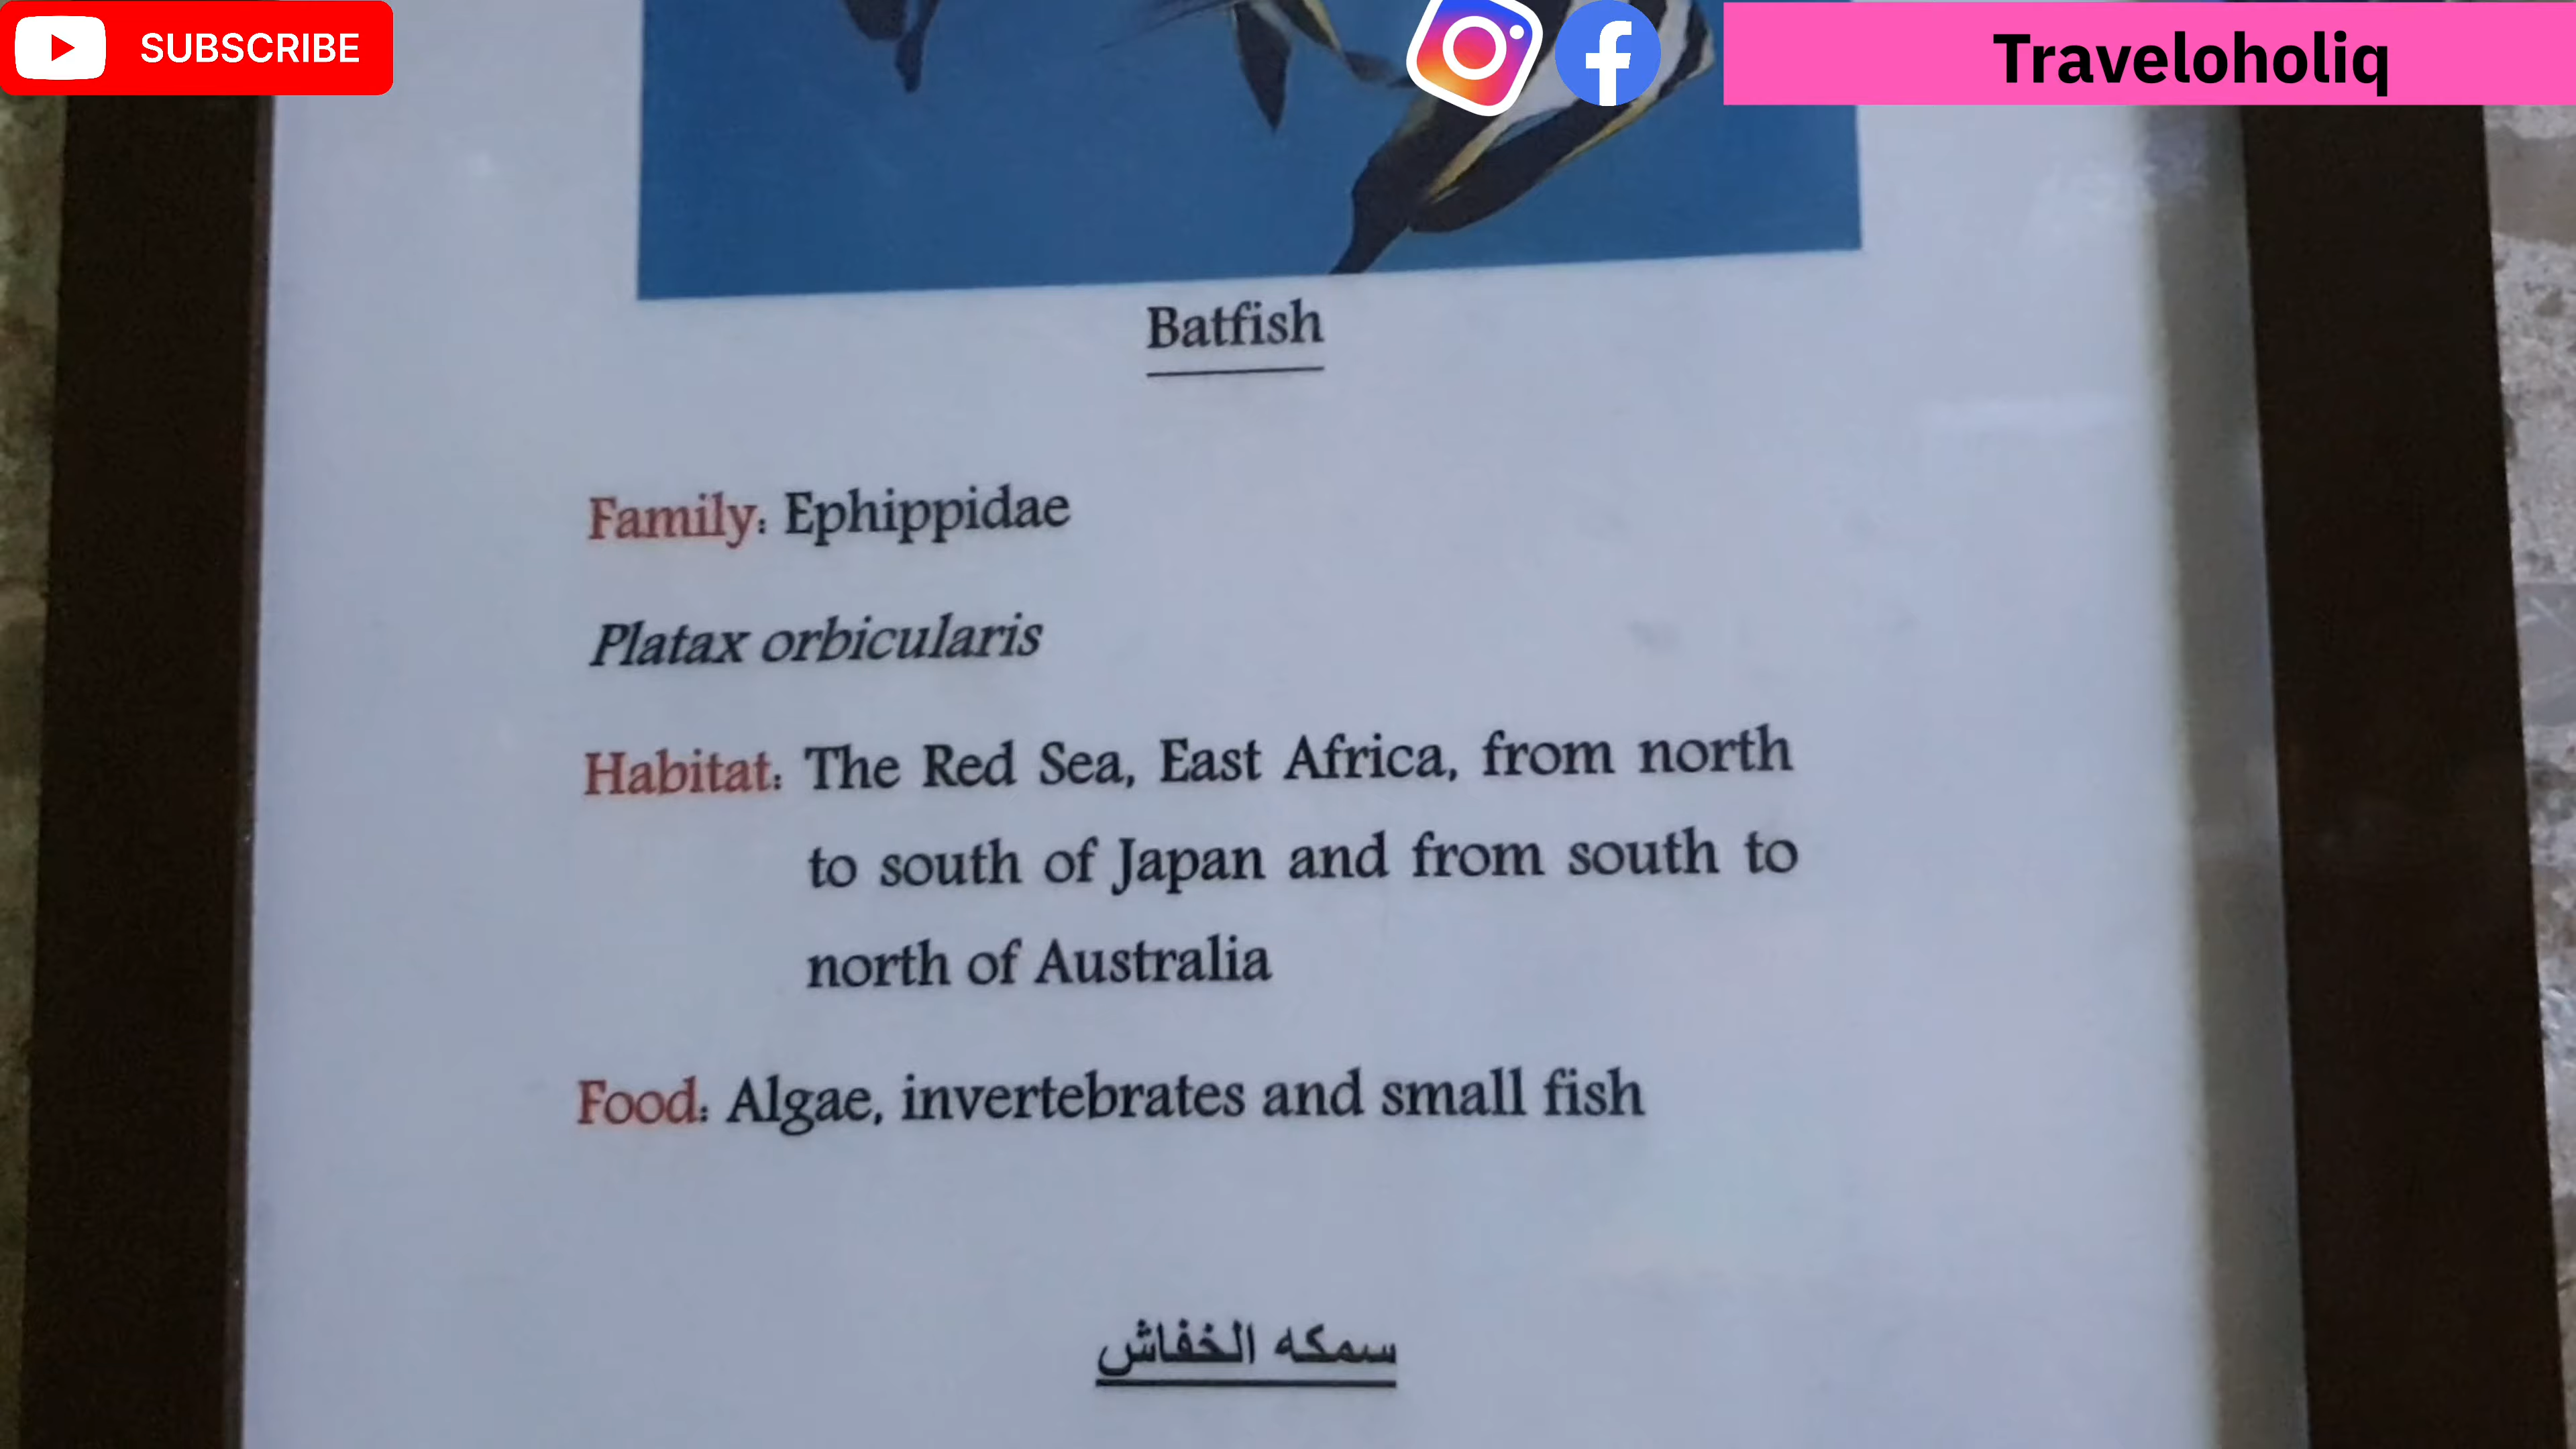 SUBSCRIBE
Traveloholiq
Batfish
Family: Ephippidae
Platax orbicularis
Habitat: The Red Sea, East Africa, from north
to south of Japan and from south to
north of Australia
Food: Algae, invertebrates and small fish
سمكه الخفاش